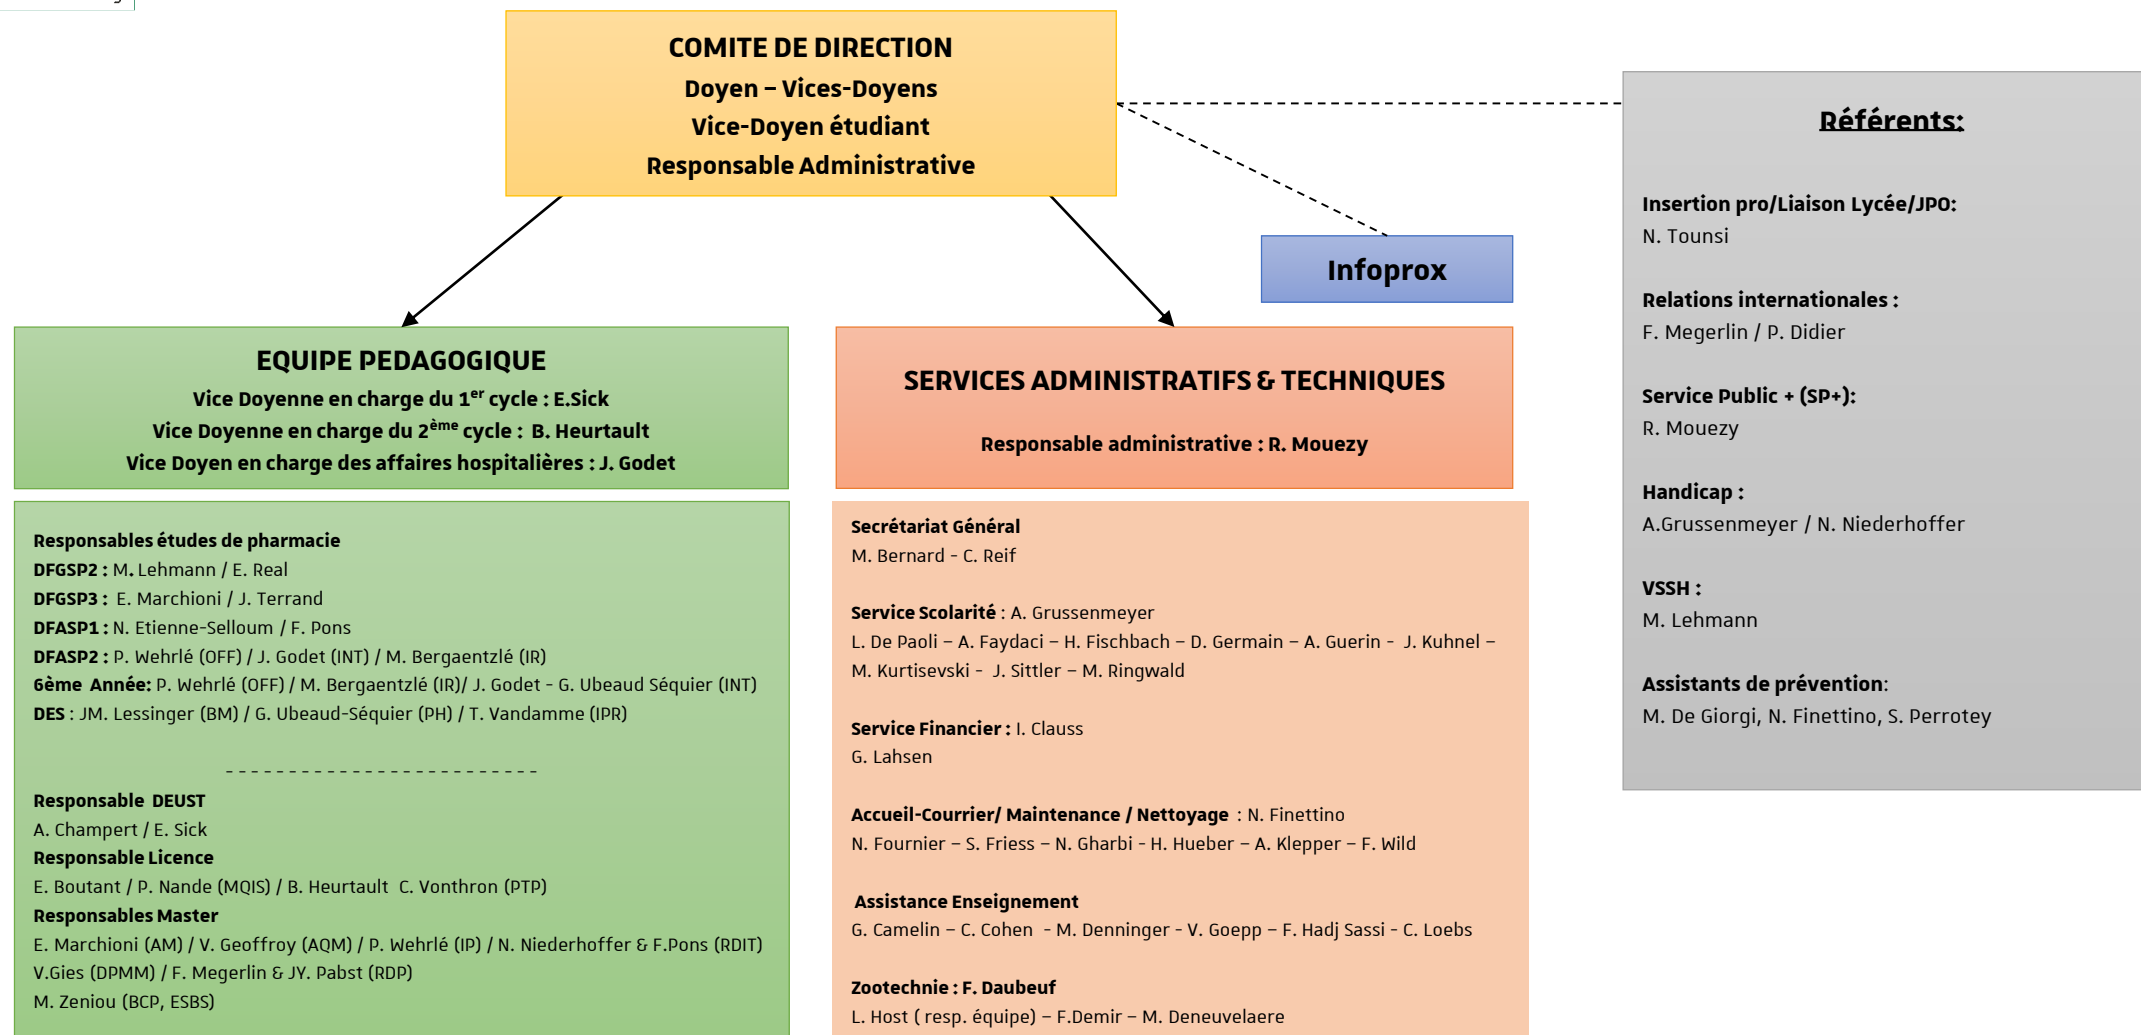 COMITE DE DIRECTION
Doyen – Vices-Doyens
Vice-Doyen étudiant
Responsable Administrative
Infoprox
EQUIPE PEDAGOGIQUE
Vice Doyenne en charge du 1er cycle : E.Sick
Vice Doyenne en charge du 2ème cycle : B. Heurtault
Vice Doyen en charge des affaires hospitalières : J. Godet
Responsables études de pharmacie
DFGSP2 : M. Lehmann / E. Real
DFGSP3 : E. Marchioni / J. Terrand
DFASP1 : N. Etienne-Selloum / F. Pons
DFASP2 : P. Wehrlé (OFF) / J. Godet (INT) / M. Bergaentzlé (IR)
6ème Année: P. Wehrlé (OFF) / M. Bergaentzlé (IR)/ J. Godet - G. Ubeaud Séquier (INT)
DES : JM. Lessinger (BM) / G. Ubeaud-Séquier (PH) / T. Vandamme (IPR)
- - - - - - - - - - - - - - - - - - - - - - - - -
Responsable DEUST
A. Champert / E. Sick
Responsable Licence
E. Boutant / P. Nande (MQIS) / B. Heurtault C. Vonthron (PTP)
Responsables Master
E. Marchioni (AM) / V. Geoffroy (AQM) / P. Wehrlé (IP) / N. Niederhoffer & F.Pons (RDIT)
V.Gies (DPMM) / F. Megerlin & JY. Pabst (RDP)
M. Zeniou (BCP, ESBS)
SERVICES ADMINISTRATIFS & TECHNIQUES
Responsable administrative : R. Mouezy
Secrétariat Général
M. Bernard - C. Reif
Service Scolarité : A. Grussenmeyer
L. De Paoli – A. Faydaci – H. Fischbach – D. Germain – A. Guerin - J. Kuhnel –
M. Kurtisevski - J. Sittler – M. Ringwald
Service Financier : I. Clauss
G. Lahsen
Accueil-Courrier/ Maintenance / Nettoyage : N. Finettino
N. Fournier – S. Friess – N. Gharbi - H. Hueber – A. Klepper – F. Wild
Assistance Enseignement
G. Camelin – C. Cohen - M. Denninger - V. Goepp – F. Hadj Sassi - C. Loebs
Zootechnie : F. Daubeuf
L. Host ( resp. équipe) – F.Demir – M. Deneuvelaere
Référents:
Insertion pro/Liaison Lycée/JPO:
N. Tounsi
Relations internationales :
F. Megerlin / P. Didier
Service Public + (SP+):
R. Mouezy
Handicap :
A.Grussenmeyer / N. Niederhoffer
VSSH :
M. Lehmann
Assistants de prévention:
M. De Giorgi, N. Finettino, S. Perrotey